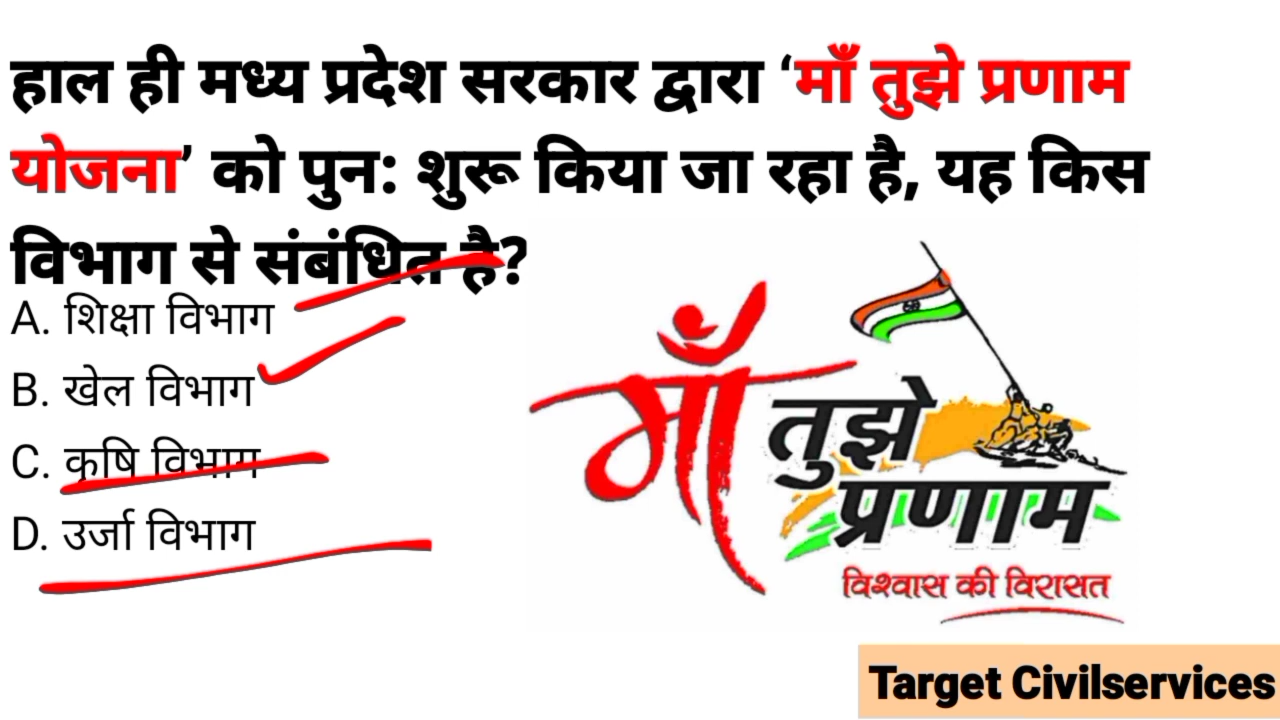 हाल ही मध्य प्रदेश सरकार द्वारा ‘माँ तुझे प्रणाम
योजना’ को पुन: शुरू किया जा रहा है, यह किस
विभाग से संबंधित है?
A. शिक्षा विभाग
B. खेल विभाग
C. कृषि विभाग
D. उर्जा विभाग
माँ तुझे
प्रणाम
विश्वास की विरासत
Target Civilservices